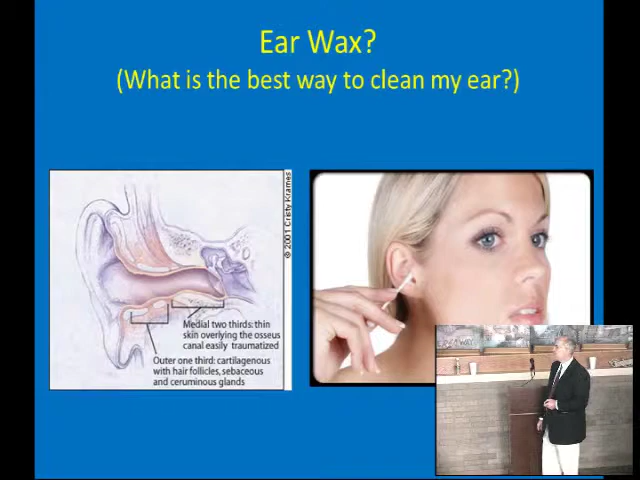 Ear Wax?
(What is the best way to clean my ear?)
© 2001 Cristy Krames
Medial two thirds: thin
skin overlying the osseus
canal easily traumatized
Outer one third: cartilagenous
with hair follicles, sebaceous
and ceruminous glands